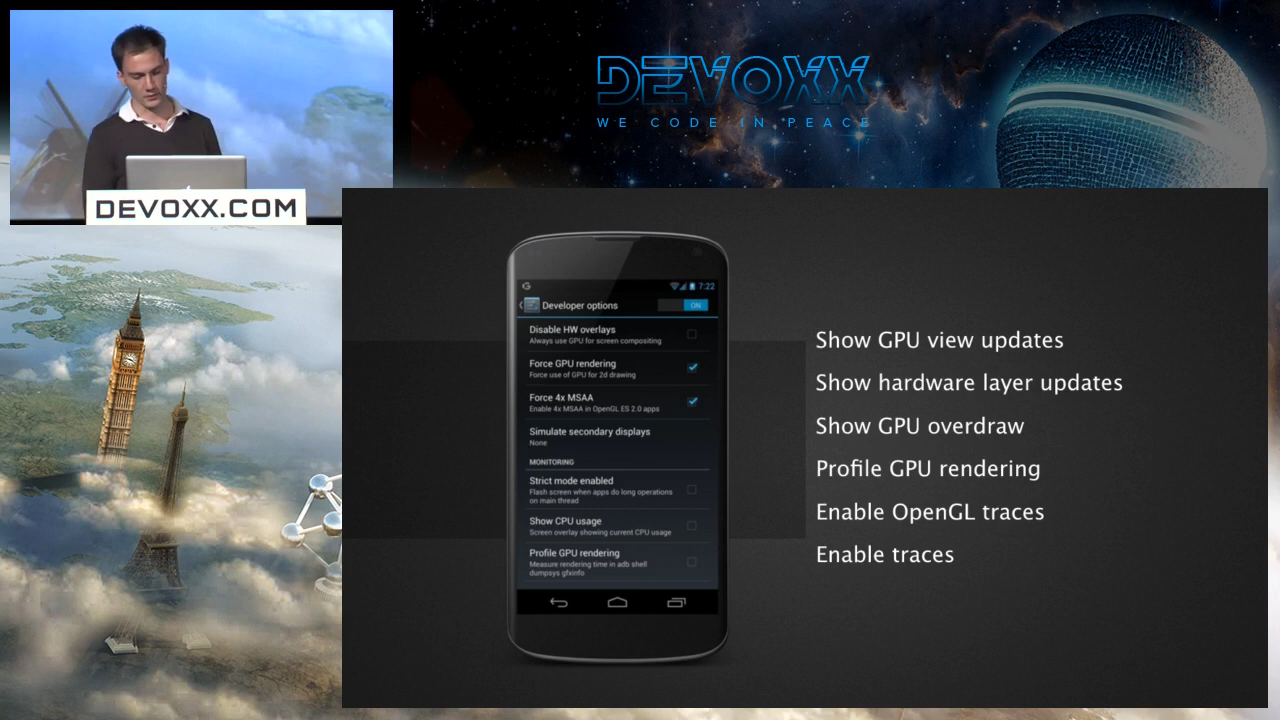 DEVOXX
WE CODE IN PEACE
DEVOXX.COM
7:22
Developer options
ON
Disable HW overlays
Always use GPU for screen compositing
Force GPU rendering
Force use of GPU for 2d drawing
Force 4x MSAA
Enable 4x MSAA in OpenGL ES 2.0 apps
Simulate secondary displays
None
MONITORING
Strict mode enabled
Flash screen when apps do long operations
on main thread
Show CPU usage
Screen overlay showing current CPU usage
Profile GPU rendering
Measure rendering time in adb shell
dumpsys gfxinfo
Show GPU view updates
Show hardware layer updates
Show GPU overdraw
Profile GPU rendering
Enable OpenGL traces
Enable traces